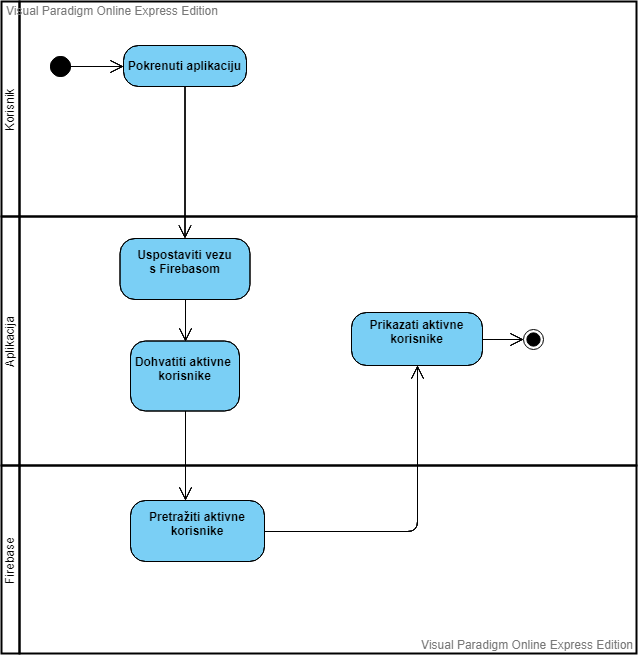 Visual Paradigm Online Express Edition
Korisnik
Pokrenuti aplikaciju
Aplikacija
Uspostaviti vezu
s Firebasom
Dohvatiti aktivne
korisnike
Prikazati aktivne
korisnike
Firebase
Pretražiti aktivne
korisnike
Visual Paradigm Online Express Edition